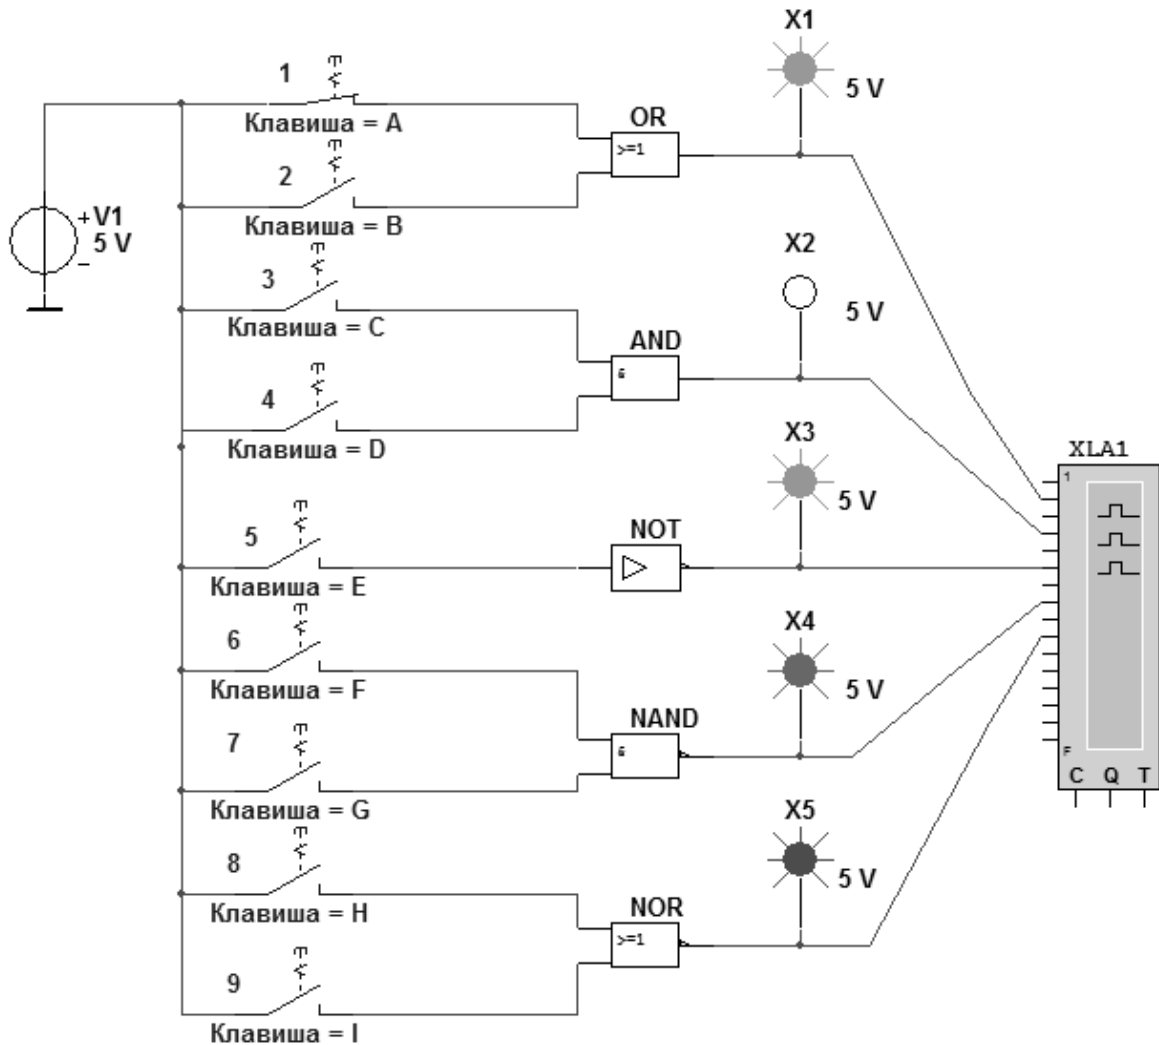 X1
1
5 V
Клавиша = A
OR
>=1
2
+V1
5 V
Клавиша = B
X2
3
5 V
Клавиша = C
AND
&
4
X3
Клавиша = D
XLA1
1
5 V
5
NOT
Клавиша = E
6
X4
5 V
Клавиша = F
NAND
&
7
F
C Q T
Клавиша = G
X5
8
5 V
Клавиша = H
NOR
>=1
9
Клавиша = I